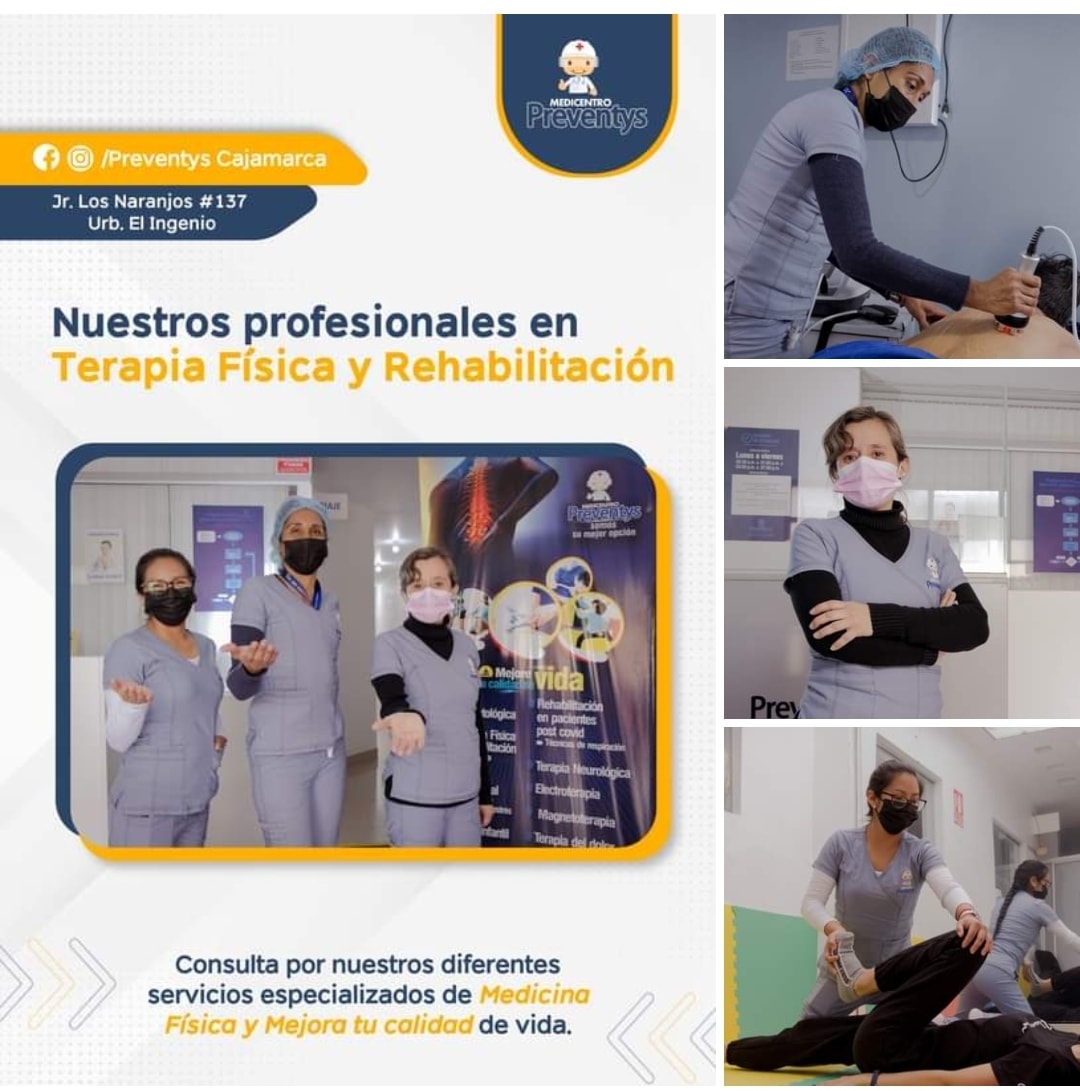 MEDICENTRO
Preventys
/Preventys Cajamarca
Jr. Los Naranjos #137
Urb. El Ingenio
Nuestros profesionales en
Terapia Física y Rehabilitación
Preventys
somos
su mejor opción
vida
Rehabilitación
en pacientes
post covid
Técnicas de respiración
Terapia Neurológica
Electroterapia
Magnetoterapia
Terapia del dolor
Consulta por nuestros diferentes
servicios especializados de Medicina
Física y Mejora tu calidad de vida.
Lunes a viernes